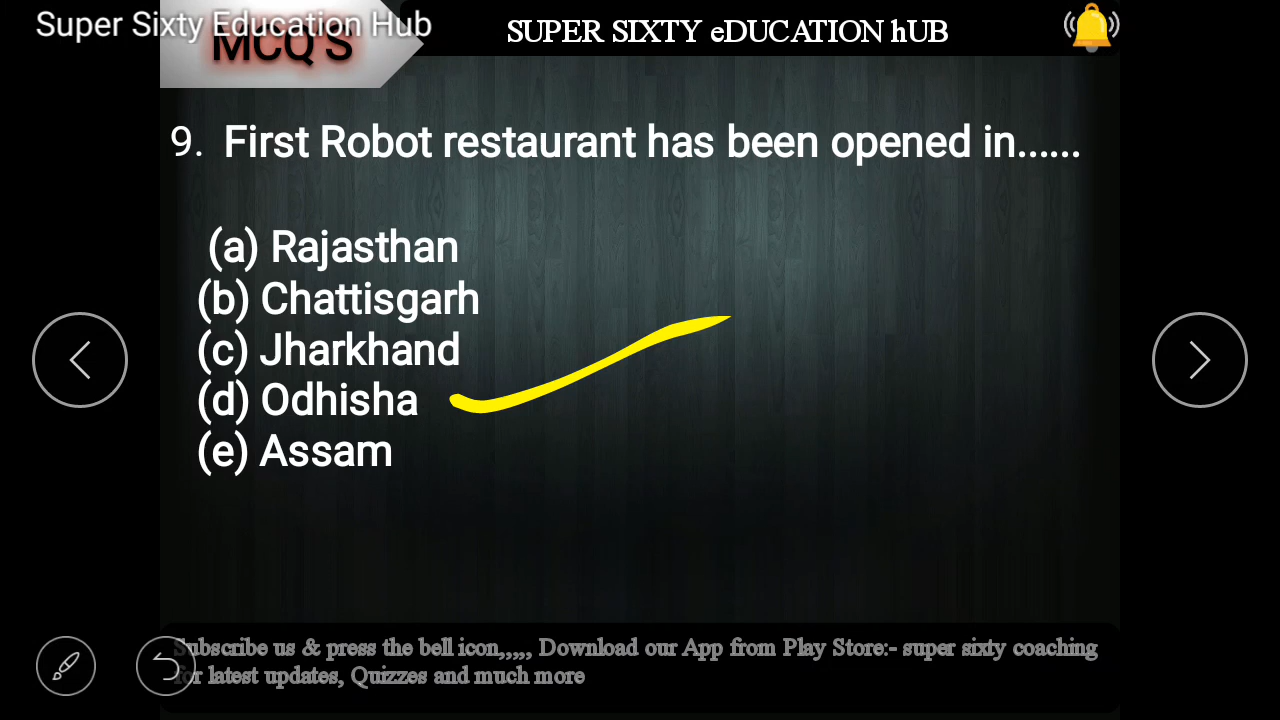 Super Sixty Education Hub
MCQ'S
SUPER SIXTY eDUCATION hUB
9. First Robot restaurant has been opened in......
(a) Rajasthan
(b) Chattisgarh
(c) Jharkhand
(d) Odhisha
(e) Assam
Subscribe us & press the bell icon,,,,, Download our App from Play Store:- super sixty coaching
for latest updates, Quizzes and much more